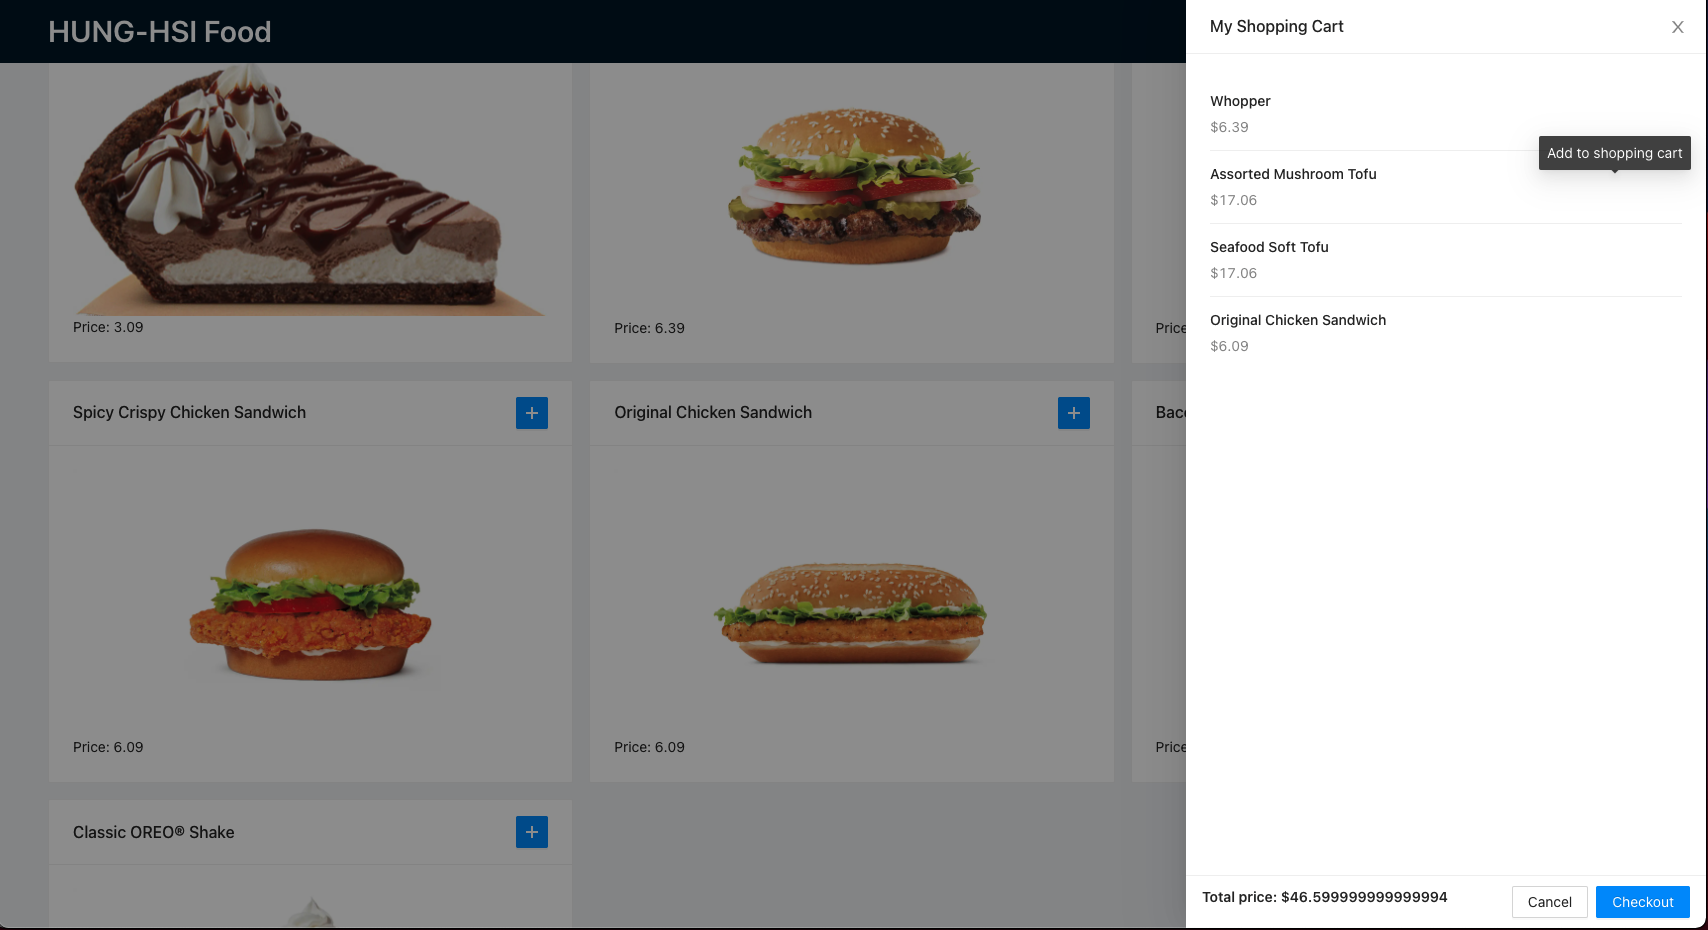 HUNG-HSI Food
Price: 3.09
Price: 6.39
Price
Spicy Crispy Chicken Sandwich
Original Chicken Sandwich
Bac
Price: 6.09
Price: 6.09
Price
Classic OREO® Shake
My Shopping Cart
Whopper
$6.39
Add to shopping cart
Assorted Mushroom Tofu
$17.06
Seafood Soft Tofu
$17.06
Original Chicken Sandwich
$6.09
Total price: $46.599999999999994
Cancel
Checkout